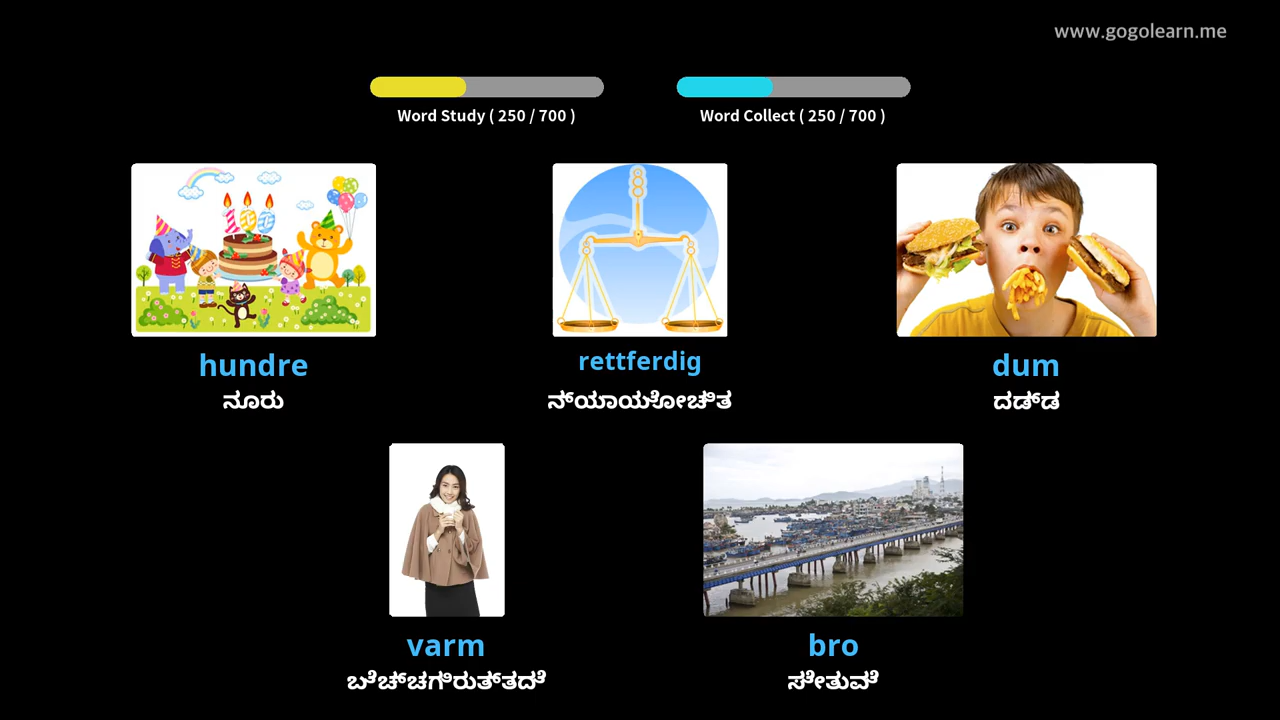 www.gogolearn.me
Word Study ( 250 / 700 )
Word Collect ( 250 / 700 )
hundre
ನೂರು
rettferdig
ನ್ಯಾಯೋಚಿತ
dum
ದಡ್ಡ
varm
ಬೆಚ್ಚಗಿರುತ್ತದೆ
bro
ಸೇತುವೆ